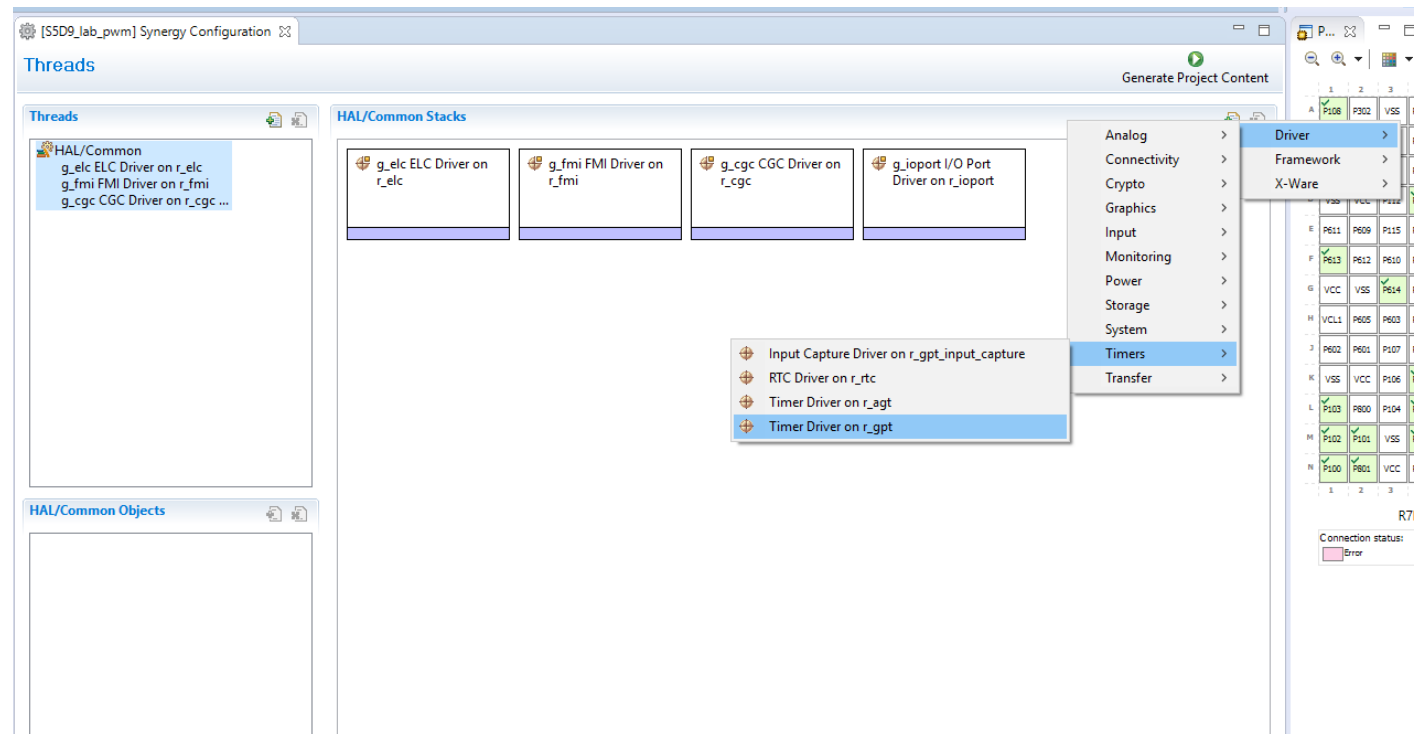 [S5D9_lab_pwm] Synergy Configuration
P...
Threads
Generate Project Content
Threads
HAL/Common Stacks
HAL/Common
g_elc ELC Driver on r_elc
g_fmi FMI Driver on r_fmi
g_cgc CGC Driver on r_cgc ...
g_elc ELC Driver on
r_elc
g_fmi FMI Driver on
r_fmi
g_cgc CGC Driver on
r_cgc
g_ioport I/O Port
Driver on r_ioport
Analog
Connectivity
Crypto
Graphics
Input
Monitoring
Power
Storage
System
Timers
Transfer
Driver
Framework
X-Ware
Input Capture Driver on r_gpt_input_capture
RTC Driver on r_rtc
Timer Driver on r_agt
Timer Driver on r_gpt
HAL/Common Objects
1 2 3
A P108 P302 VSS
VSS VCC P112
E P611 P609 P115
F P613 P612 P610
G VCC VSS P614
H VCL1 P605 P603
J P602 P601 P107
K VSS VCC P106
L P103 P800 P104
M P102 P101 VSS
N P100 P801 VCC
1 2 3
R7
Connection status:
Error